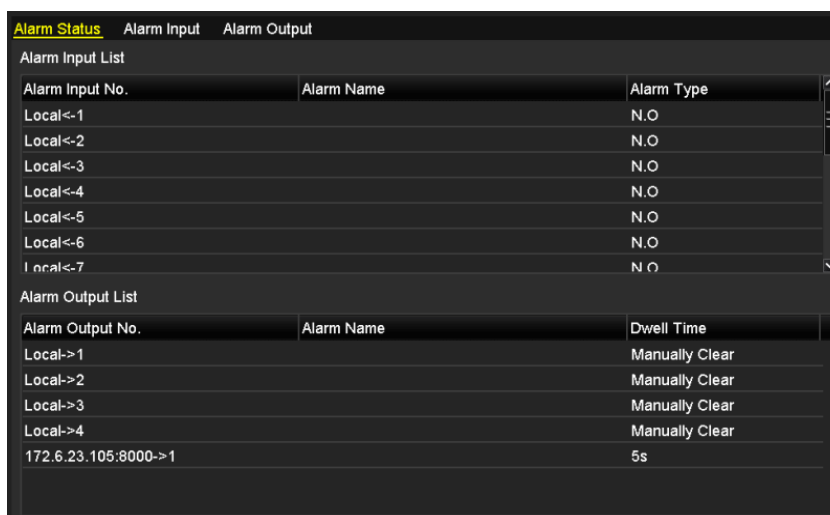 Alarm Status Alarm Input Alarm Output
Alarm Input List
Alarm Input No. Alarm Name Alarm Type
Local<-1 N.O
Local<-2 N.O
Local<-3 N.O
Local<-4 N.O
Local<-5 N.O
Local<-6 N.O
Local<-7 N.O
Alarm Output List
Alarm Output No. Alarm Name Dwell Time
Local->1 Manually Clear
Local->2 Manually Clear
Local->3 Manually Clear
Local->4 Manually Clear
172.6.23.105:8000->1 5s